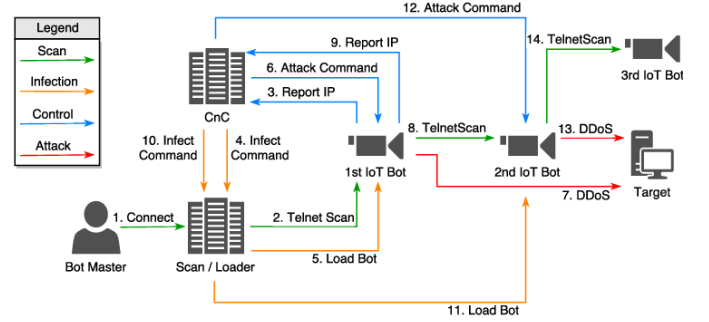 Legend
Scan
Infection
Control
Attack
12. Attack Command
9. Report IP
14. TelnetScan
6. Attack Command
3rd IoT Bot
3. Report IP
CnC
8. TelnetScan
13. DDoS
10. Infect
Command
4. Infect
Command
1st IoT Bot
2nd IoT Bot
7. DDoS
Target
1. Connect
2. Telnet Scan
5. Load Bot
Bot Master
Scan / Loader
11. Load Bot